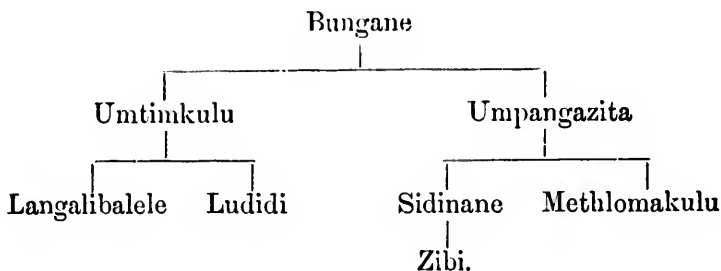 Bungane
Umtimkulu Umpangazita
Langalibalele Ludidi Sidinane Methlomakulu
Zibi.